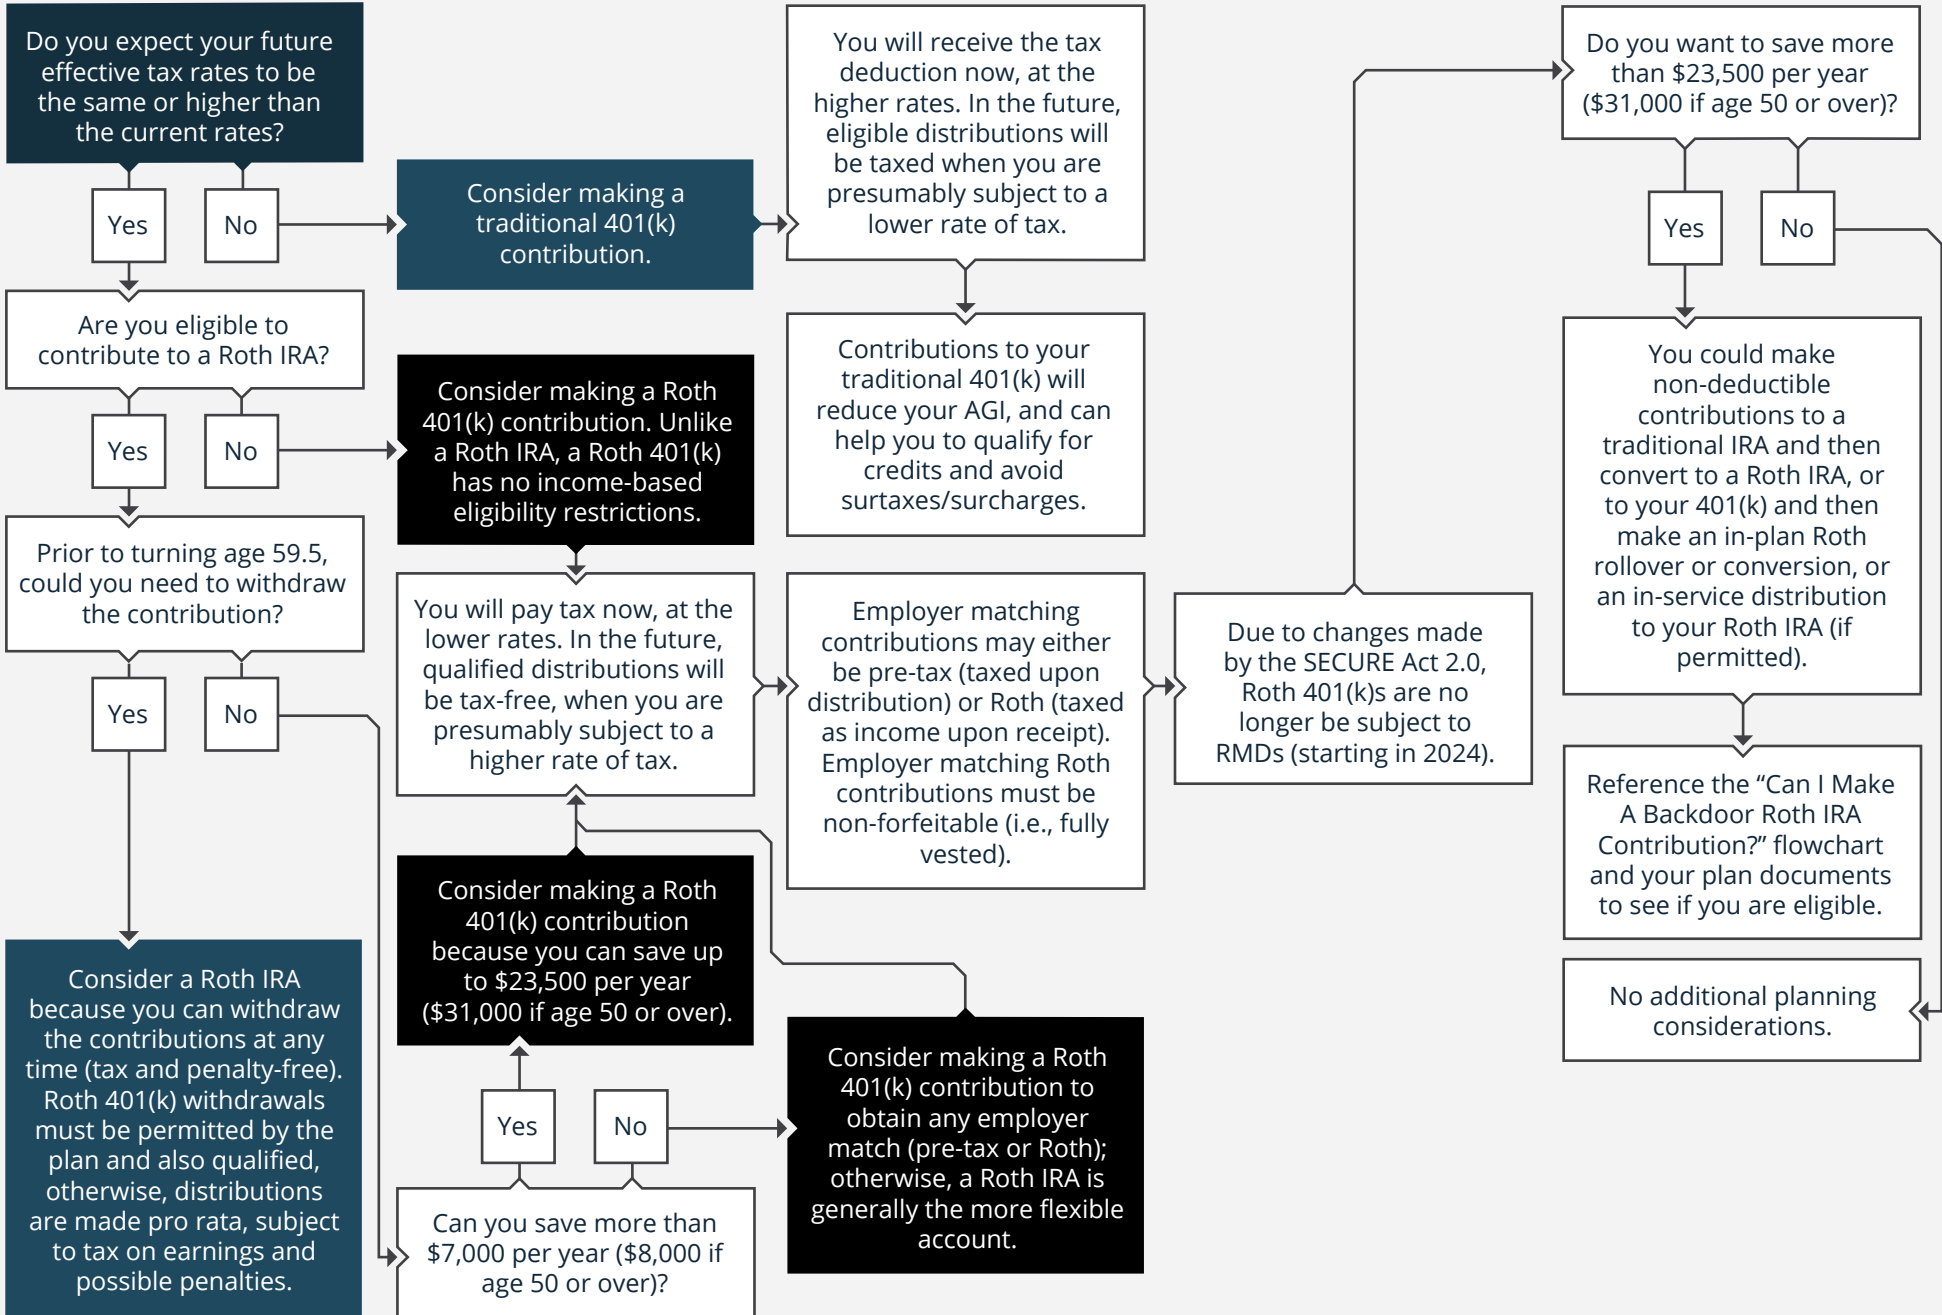 Do you expect your future
effective tax rates to be
the same or higher than
the current rates?
Yes
No
Are you eligible to
contribute to a Roth IRA?
Yes
No
Prior to turning age 59.5,
could you need to withdraw
the contribution?
Yes
No
Consider a Roth IRA
because you can withdraw
the contributions at any
time (tax and penalty-free).
Roth 401(k) withdrawals
must be permitted by the
plan and also qualified,
otherwise, distributions
are made pro rata, subject
to tax on earnings and
possible penalties.
Consider making a
traditional 401(k)
contribution.
Consider making a Roth
401(k) contribution. Unlike
a Roth IRA, a Roth 401(k)
has no income-based
eligibility restrictions.
You will pay tax now, at the
lower rates. In the future,
qualified distributions will
be tax-free, when you are
presumably subject to a
higher rate of tax.
Consider making a Roth
401(k) contribution
because you can save up
to $23,500 per year
($31,000 if age 50 or over).
Yes
No
Can you save more than
$7,000 per year ($8,000 if
age 50 or over)?
You will receive the tax
deduction now, at the
higher rates. In the future,
eligible distributions will
be taxed when you are
presumably subject to a
lower rate of tax.
Contributions to your
traditional 401(k) will
reduce your AGI, and can
help you to qualify for
credits and avoid
surtaxes/surcharges.
Employer matching
contributions may either
be pre-tax (taxed upon
distribution) or Roth (taxed
as income upon receipt).
Employer matching Roth
contributions must be
non-forfeitable (i.e., fully
vested).
Consider making a Roth
401(k) contribution to
obtain any employer
match (pre-tax or Roth);
otherwise, a Roth IRA is
generally the more flexible
account.
Due to changes made
by the SECURE Act 2.0,
Roth 401(k)s are no
longer be subject to
RMDs (starting in 2024).
Do you want to save more
than $23,500 per year
($31,000 if age 50 or over)?
Yes
No
You could make
non-deductible
contributions to a
traditional IRA and then
convert to a Roth IRA, or
to your 401(k) and then
make an in-plan Roth
rollover or conversion, or
an in-service distribution
to your Roth IRA (if
permitted).
Reference the “Can I Make
A Backdoor Roth IRA
Contribution?” flowchart
and your plan documents
to see if you are eligible.
No additional planning
considerations.